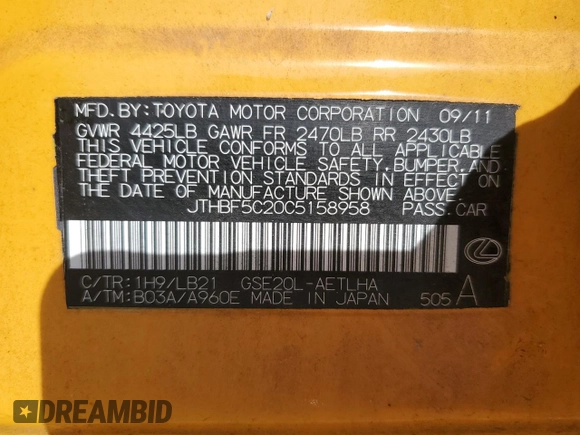 MFD.BY:TOYOTA MOTOR CORPORATION 09/11
GVWR 4425LB GAWR FR 2470LB RR 2430LB
THIS VEHICLE CONFORMS TO ALL APPLICABLE
FEDERAL MOTOR VEHICLE SAFETY,BUMPER,AND
THEFT PREVENTION STANDARDS IN EFFECT ON
THE DATE OF MANUFACTURE SHOWN ABOVE.
JTHBF5C20C5158958 PASS.CAR
C/TR:1H9/LB21 GSE20L-AETLHA
A/TM:B03A/A960E MADE IN JAPAN 505 A
DREAMBID